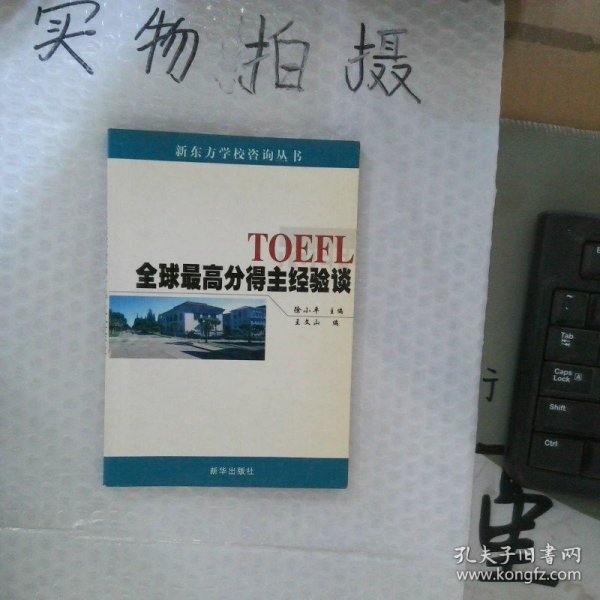 实物拍摄
新东方学校咨询丛书
TOEFL
全球最高分得主经验谈
徐小平 主编
王文山 编
新华出版社
Tab
Caps Lock A
Shift
Ctrl
孔夫子旧书网
www.kongfz.com